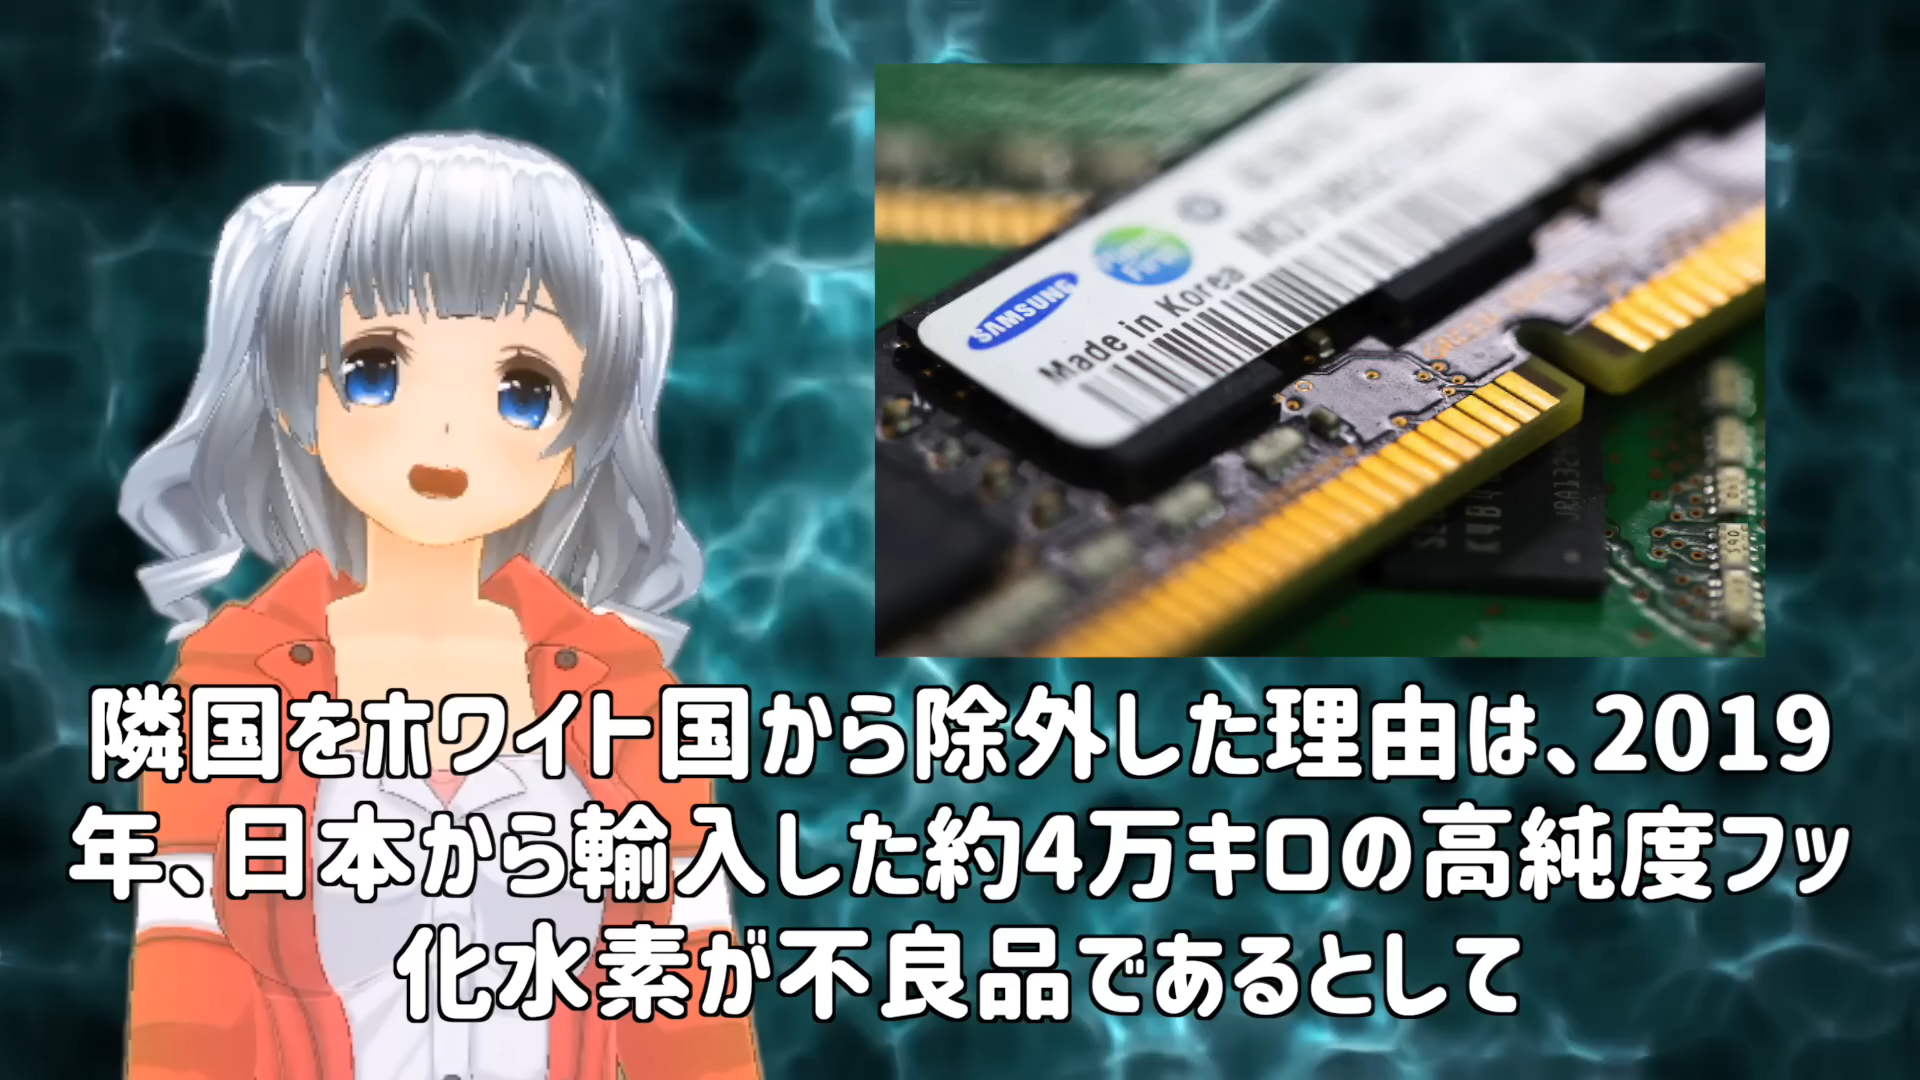 SAMSUNG
Made in Korea
隣国をホワイト国から除外した理由は、2019
年、日本から輸入した約4万キロの高純度フッ
化水素が不良品であるとして